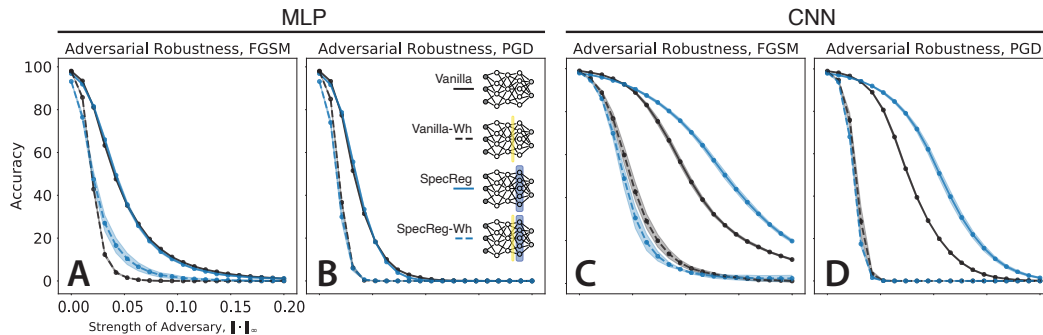 MLP
CNN
Adversarial Robustness, FGSM
Adversarial Robustness, PGD
Adversarial Robustness, FGSM
Adversarial Robustness, PGD
100
80
60
40
20
0
Accuracy
Vanilla
Vanilla-Wh
SpecReg
SpecReg-Wh
A
B
C
D
0.00
0.05
0.10
0.15
0.20
Strength of Adversary, ‖·‖∞